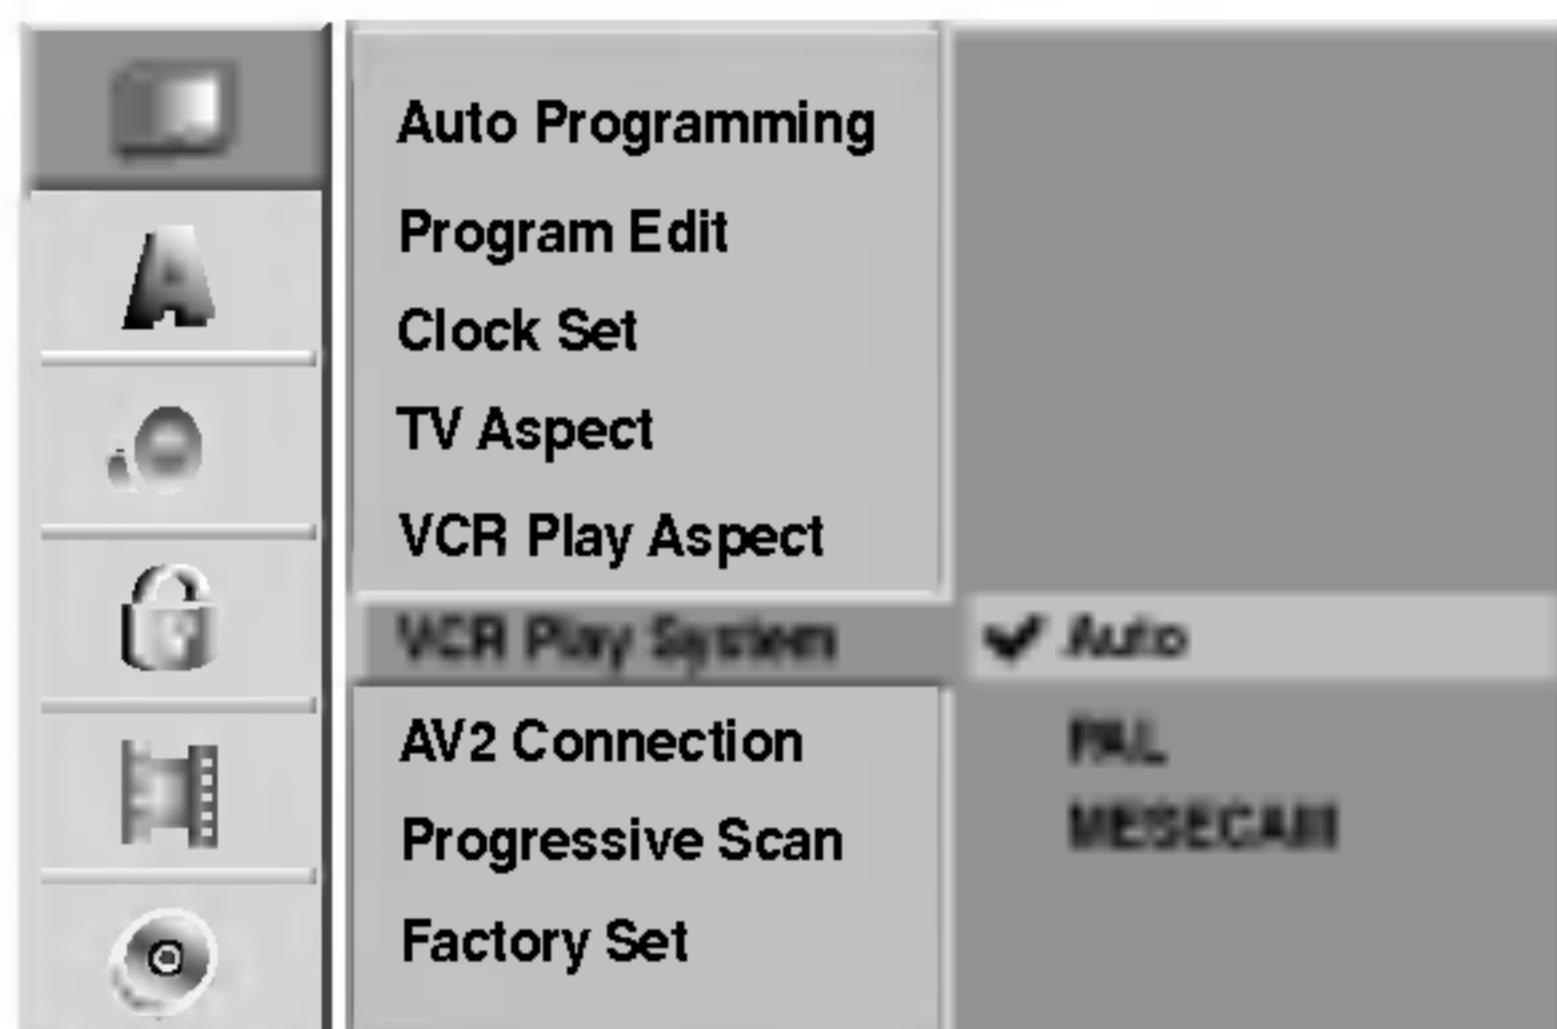 Auto Programming
Program Edit
Clock Set
TV Aspect
VCR Play Aspect
VCR Play System
✔ Auto
PAL
MESECAM
AV2 Connection
Progressive Scan
Factory Set